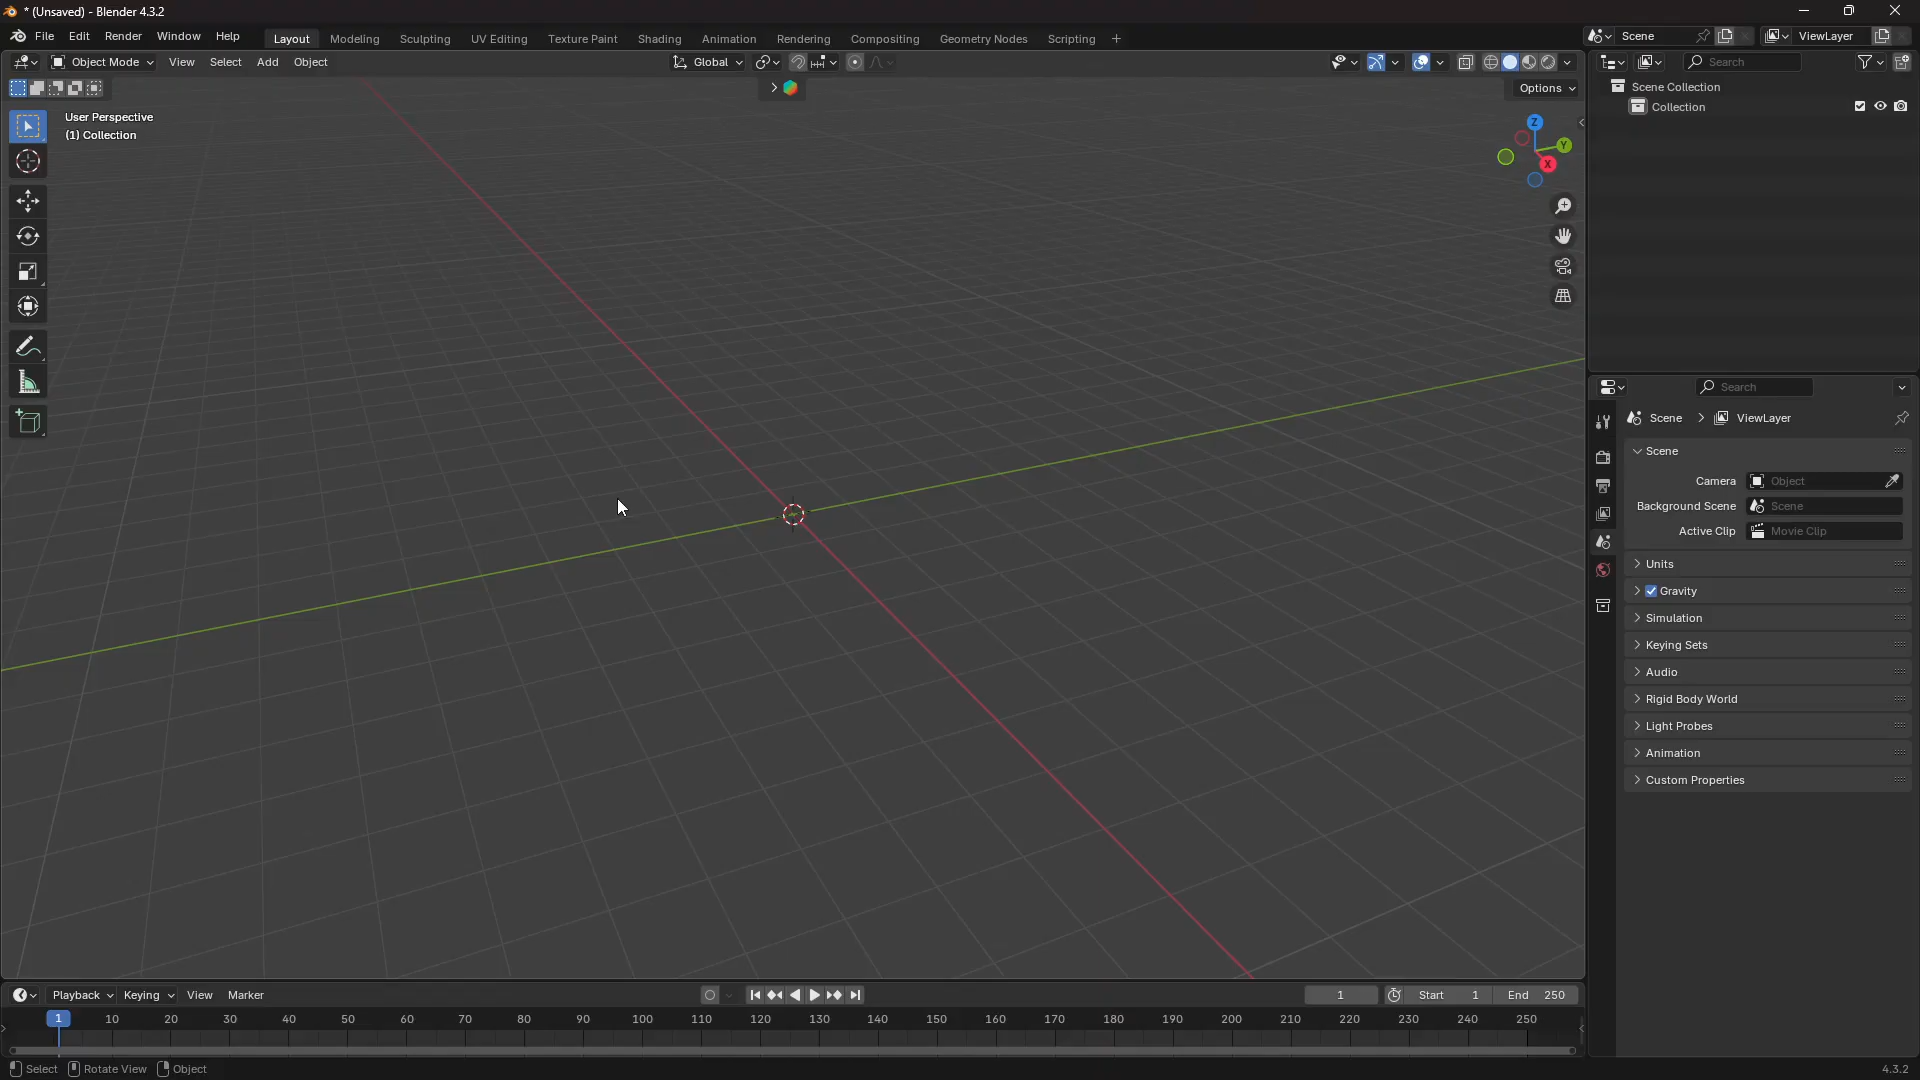 * (Unsaved) - Blender 4.3.2
File Edit Render Window Help Layout Modeling Sculpting UV Editing Texture Paint Shading Animation Rendering Compositing Geometry Nodes Scripting + Scene ViewLayer
Object Mode View Select Add Object Global Search
Options
User Perspective
(1) Collection
Z
Y
X
Scene Collection
Collection
Search
Scene ViewLayer
Scene
Camera Object
Background Scene Scene
Active Clip Movie Clip
Units
Gravity
Simulation
Keying Sets
Audio
Rigid Body World
Light Probes
Animation
Custom Properties
Playback Keying View Marker 1 Start 1 End 250
1 10 20 30 40 50 60 70 80 90 100 110 120 130 140 150 160 170 180 190 200 210 220 230 240 250
Select Rotate View Object 4.3.2